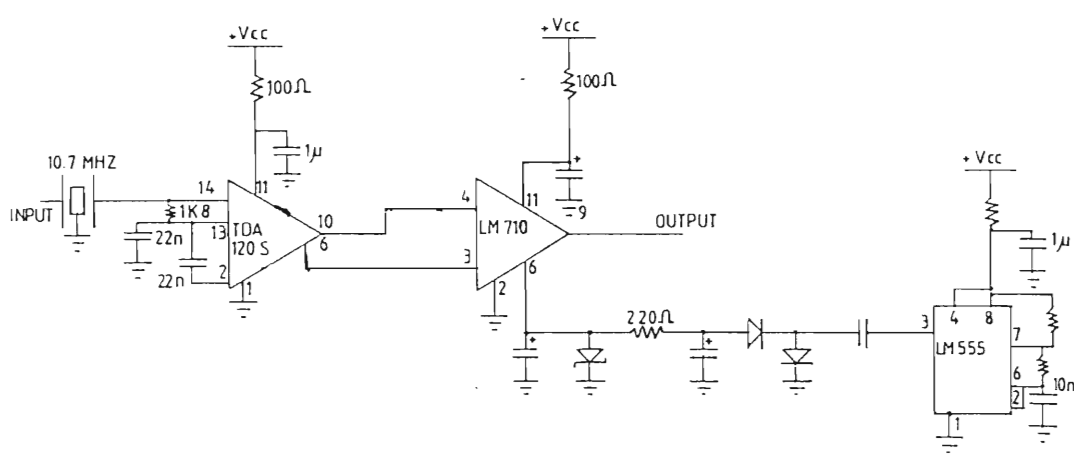 +Vcc
100Ω
1µ
10.7 MHZ
INPUT
14
11
1K8
13
TDA
120 S
22n
22n
2
1
10
6
+Vcc
100Ω
+
9
4
11
LM 710
3
6
2
OUTPUT
+
220Ω
+
+Vcc
1µ
3
4
8
7
LM555
6
2
10n
1